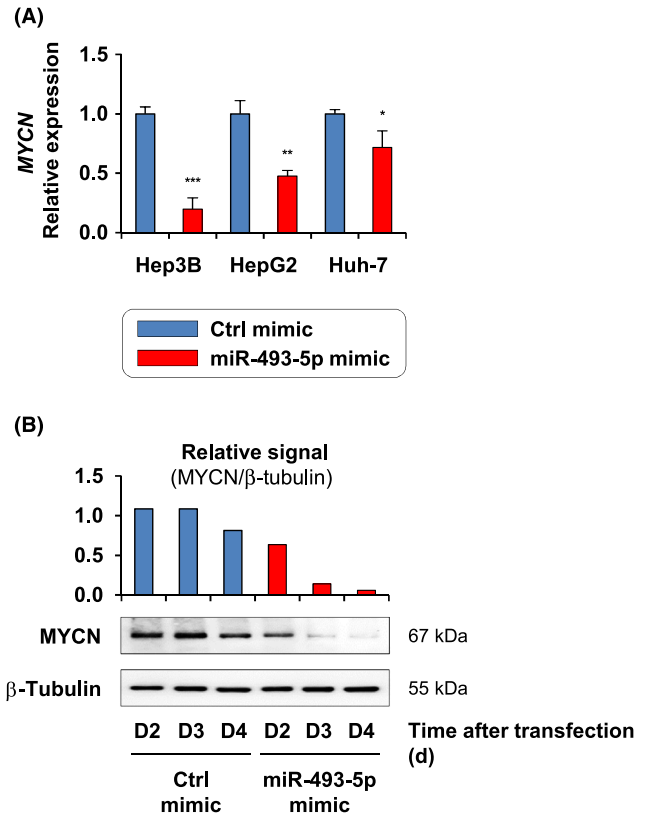 (A)
MYCN
Relative expression
1.5
1.0
0.5
0.0
***
**
*
Hep3B HepG2 Huh-7
Ctrl mimic
miR-493-5p mimic
(B)
Relative signal
(MYCN/β-tubulin)
1.5
1.0
0.5
0.0
MYCN 67 kDa
β-Tubulin 55 kDa
D2 D3 D4 D2 D3 D4 Time after transfection
(d)
Ctrl
mimic
miR-493-5p
mimic